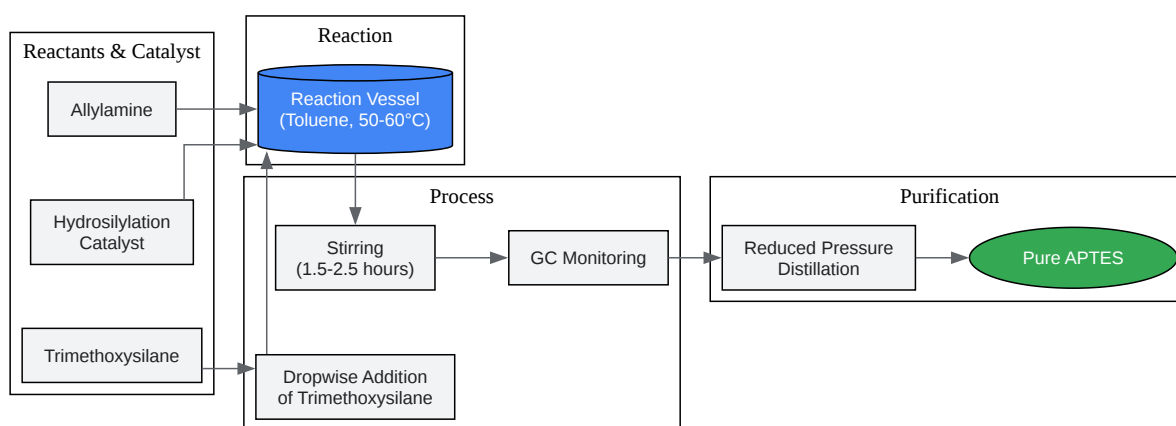 Reactants & Catalyst
Allylamine
Hydrosilylation
Catalyst
Trimethoxysilane
Reaction
Reaction Vessel
(Toluene, 50-60°C)
Process
Stirring
(1.5-2.5 hours)
GC Monitoring
Dropwise Addition
of Trimethoxysilane
Purification
Reduced Pressure
Distillation
Pure APTES